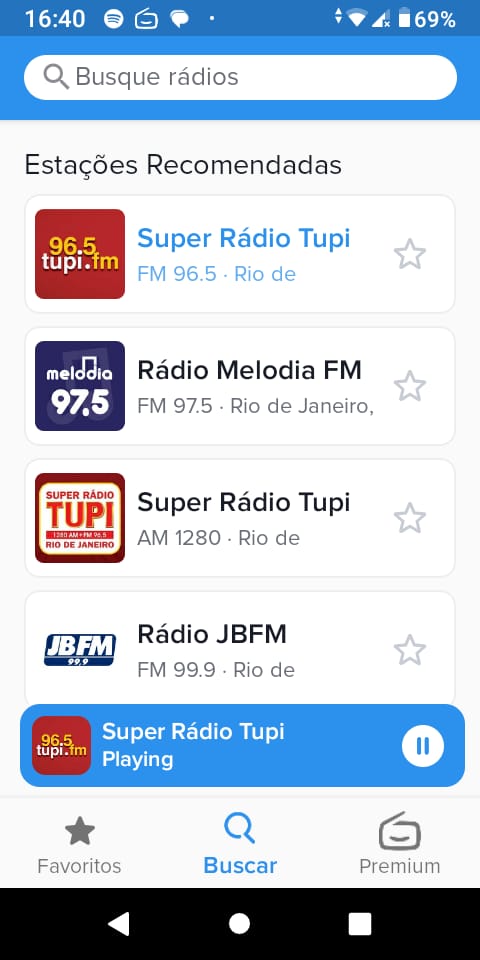 16:40
69%
Busque rádios
Estações Recomendadas
96.5
tupi.fm
Super Rádio Tupi
FM 96.5 · Rio de
melodia
97.5
Rádio Melodia FM
FM 97.5 · Rio de Janeiro,
SUPER RÁDIO
TUPI
1280 AM • FM 96.5
RIO DE JANEIRO
Super Rádio Tupi
AM 1280 · Rio de
JBFM
99.9
Rádio JBFM
FM 99.9 · Rio de
96.5
tupi.fm
Super Rádio Tupi
Playing
Favoritos
Buscar
Premium